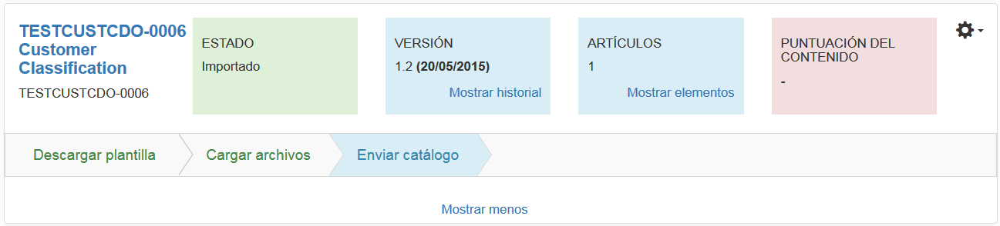 TESTCUSTCDO-0006
Customer
Classification
TESTCUSTCDO-0006
ESTADO
Importado
VERSIÓN
1.2 (20/05/2015)
Mostrar historial
ARTÍCULOS
1
Mostrar elementos
PUNTUACIÓN DEL
CONTENIDO
-
Descargar plantilla
Cargar archivos
Enviar catálogo
Mostrar menos